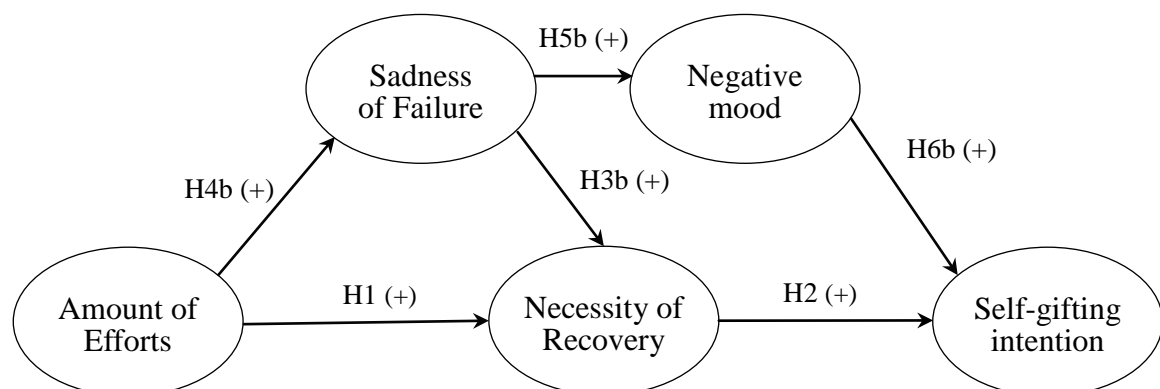 H5b (+)
Sadness
of Failure
Negative
mood
H4b (+)
H3b (+)
H6b (+)
Amount of
Efforts
H1 (+)
Necessity of
Recovery
H2 (+)
Self-gifting
intention